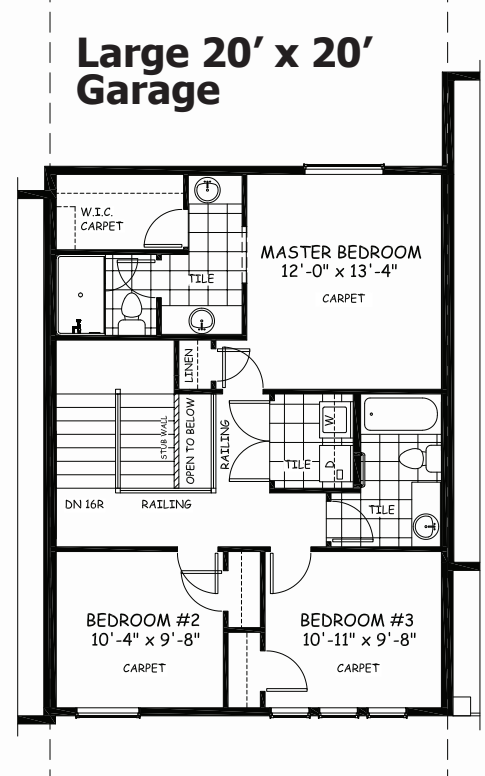 Large 20’ x 20’
Garage
W.I.C.
CARPET
MASTER BEDROOM
12'-0" x 13'-4"
CARPET
TILE
LINEN
STUB WALL
OPEN TO BELOW
RAILING
W
D
TILE
DN 16R
RAILING
TILE
BEDROOM #2
10'-4" x 9'-8"
CARPET
BEDROOM #3
10'-11" x 9'-8"
CARPET